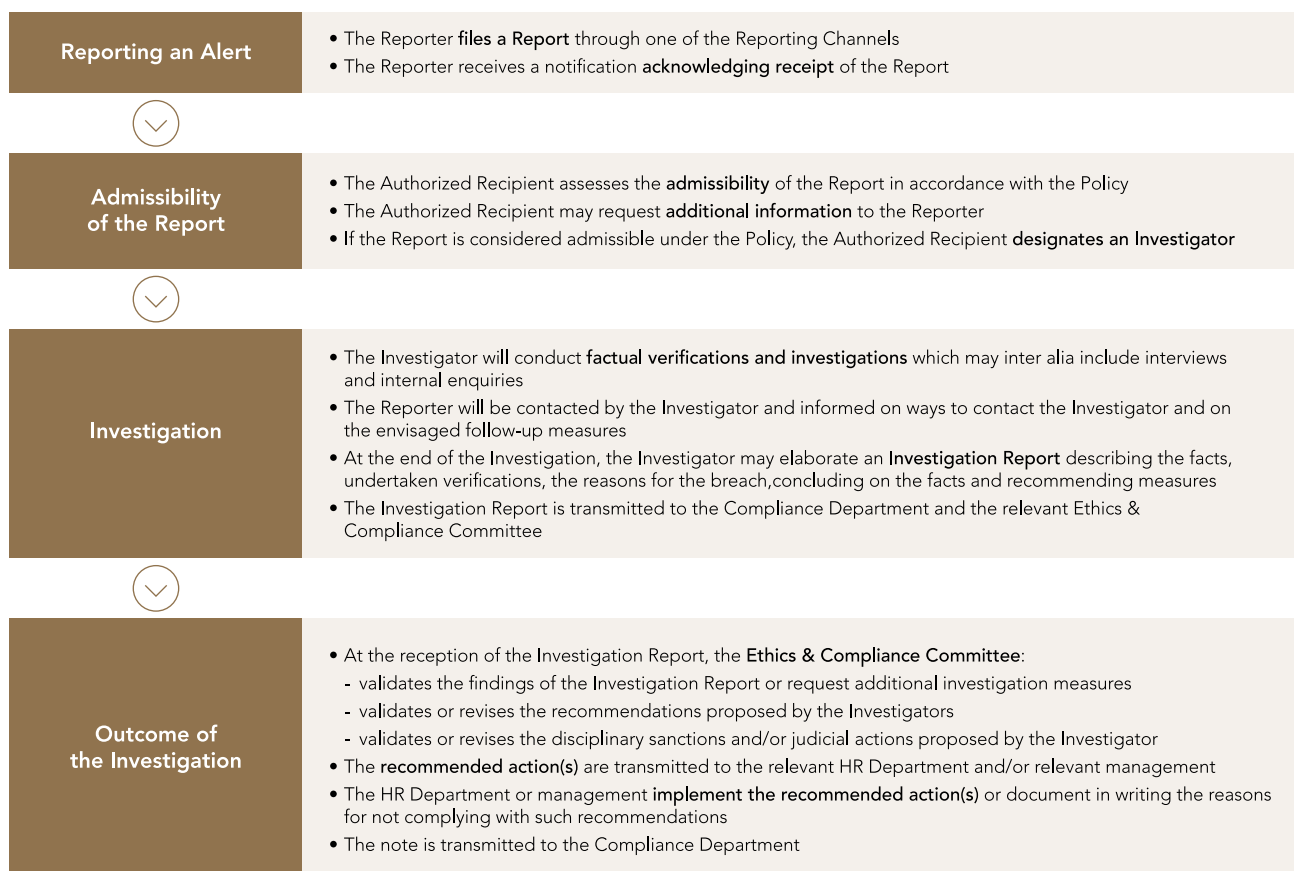 Reporting an Alert
• The Reporter files a Report through one of the Reporting Channels
• The Reporter receives a notification acknowledging receipt of the Report
Admissibility
of the Report
• The Authorized Recipient assesses the admissibility of the Report in accordance with the Policy
• The Authorized Recipient may request additional information to the Reporter
• If the Report is considered admissible under the Policy, the Authorized Recipient designates an Investigator
Investigation
• The Investigator will conduct factual verifications and investigations which may inter alia include interviews
and internal enquiries
• The Reporter will be contacted by the Investigator and informed on ways to contact the Investigator and on
the envisaged follow-up measures
• At the end of the Investigation, the Investigator may elaborate an Investigation Report describing the facts,
undertaken verifications, the reasons for the breach,concluding on the facts and recommending measures
• The Investigation Report is transmitted to the Compliance Department and the relevant Ethics &
Compliance Committee
Outcome of
the Investigation
• At the reception of the Investigation Report, the Ethics & Compliance Committee:
- validates the findings of the Investigation Report or request additional investigation measures
- validates or revises the recommendations proposed by the Investigators
- validates or revises the disciplinary sanctions and/or judicial actions proposed by the Investigator
• The recommended action(s) are transmitted to the relevant HR Department and/or relevant management
• The HR Department or management implement the recommended action(s) or document in writing the reasons
for not complying with such recommendations
• The note is transmitted to the Compliance Department